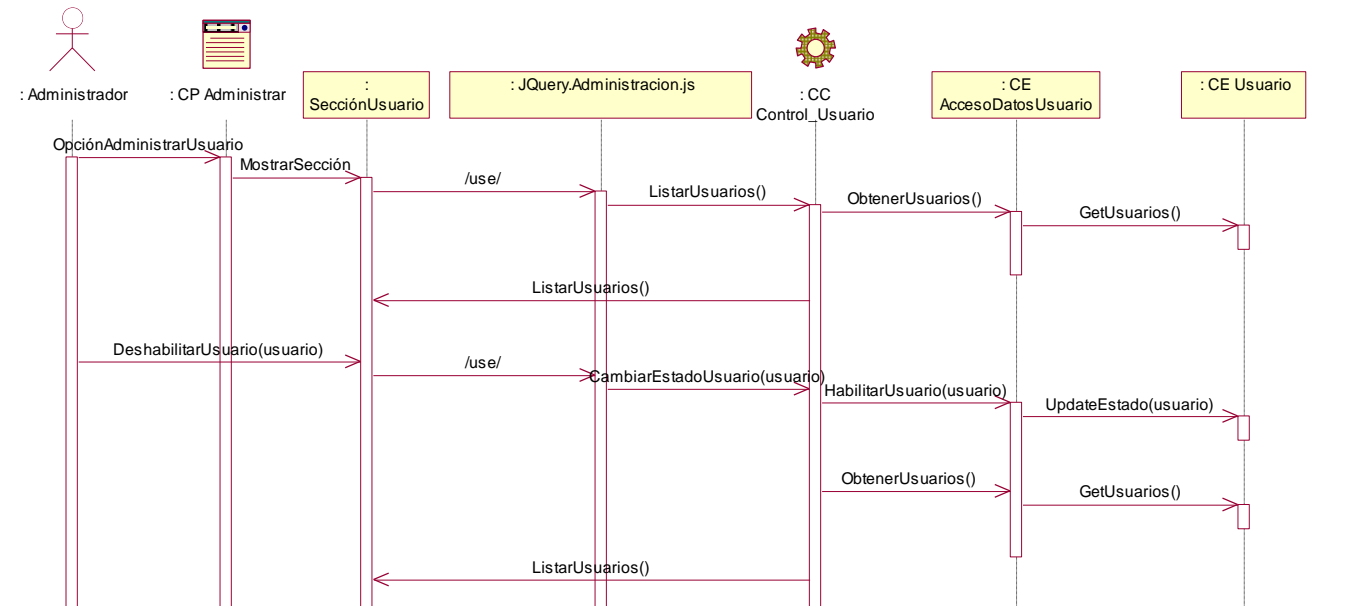 : Administrador
: CP Administrar
:
SecciónUsuario
: JQuery.Administracion.js
: CC
Control_Usuario
: CE
AccesoDatosUsuario
: CE Usuario
OpciónAdministrarUsuario
MostrarSección
/use/
ListarUsuarios()
ObtenerUsuarios()
GetUsuarios()
ListarUsuarios()
DeshabilitarUsuario(usuario)
/use/
CambiarEstadoUsuario(usuario)
HabilitarUsuario(usuario)
UpdateEstado(usuario)
ObtenerUsuarios()
GetUsuarios()
ListarUsuarios()